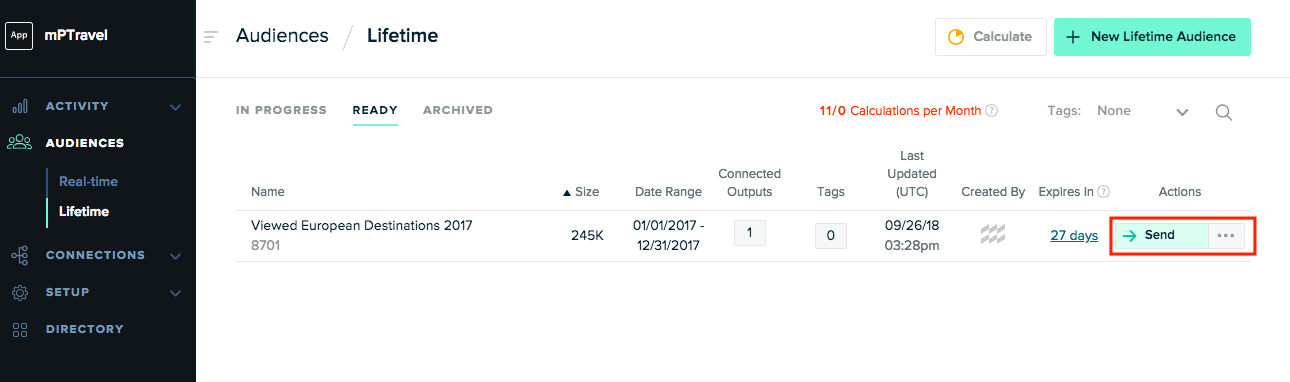 App mPTravel
Audiences / Lifetime
Calculate
+ New Lifetime Audience
ACTIVITY
AUDIENCES
Real-time
Lifetime
CONNECTIONS
SETUP
DIRECTORY
IN PROGRESS READY ARCHIVED
11/0 Calculations per Month ?
Tags: None
Name
Size
Date Range
Connected
Outputs
Tags
Last
Updated
(UTC)
Created By
Expires In ?
Actions
Viewed European Destinations 2017
8701
245K
01/01/2017 -
12/31/2017
1
0
09/26/18
03:28pm
27 days
Send